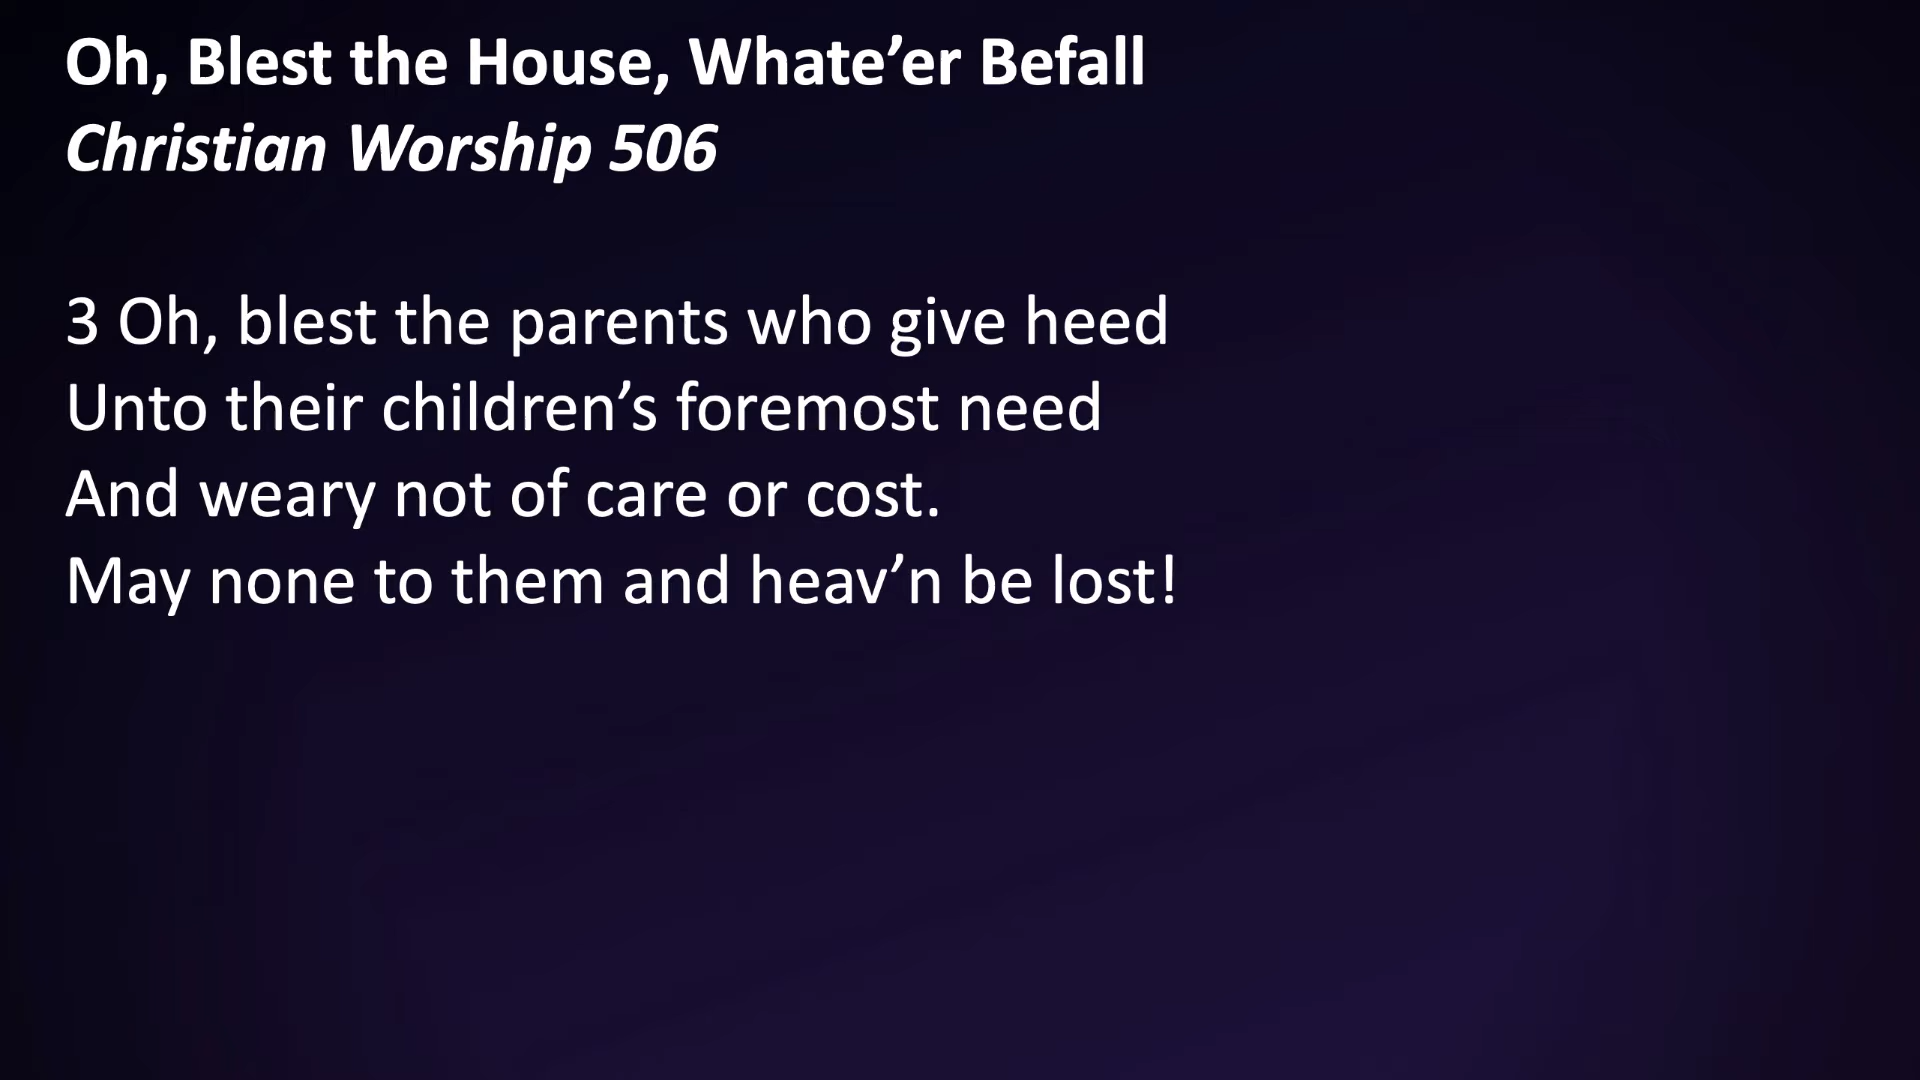 Oh, Blest the House, Whate’er Befall
Christian Worship 506
3 Oh, blest the parents who give heed
Unto their children’s foremost need
And weary not of care or cost.
May none to them and heav’n be lost!